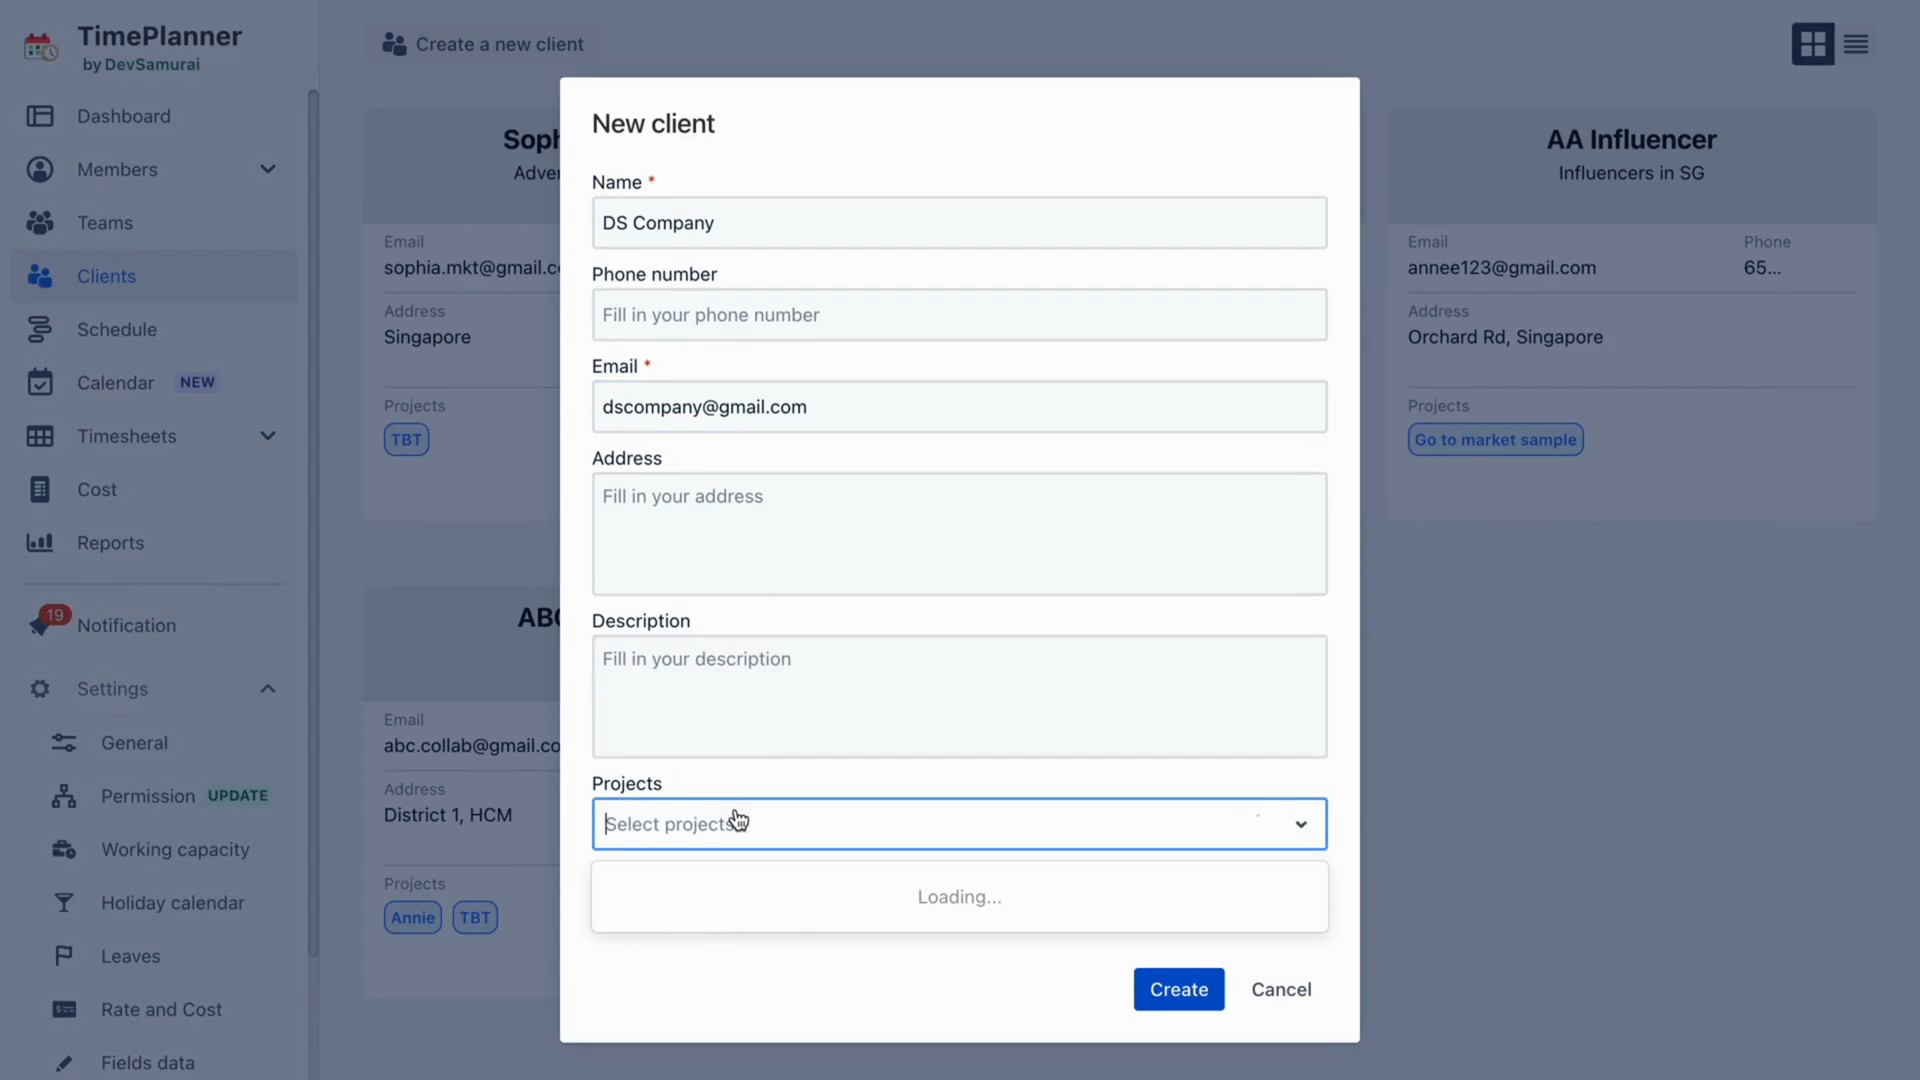 TimePlanner
by DevSamurai
Dashboard
Members
Teams
Clients
Schedule
Calendar NEW
Timesheets
Cost
Reports
19
Notification
Settings
General
Permission UPDATE
Working capacity
Holiday calendar
Leaves
Rate and Cost
Fields data
Create a new client
Soph
Adver
Email
sophia.mkt@gmail.c
Address
Singapore
Projects
TBT
ABC
Email
abc.collab@gmail.co
Address
District 1, HCM
Projects
Annie TBT
New client
Name *
DS Company
Phone number
Fill in your phone number
Email *
dscompany@gmail.com
Address
Fill in your address
Description
Fill in your description
Projects
Select projects
Loading...
Create Cancel
AA Influencer
Influencers in SG
Email Phone
annee123@gmail.com 65...
Address
Orchard Rd, Singapore
Projects
Go to market sample